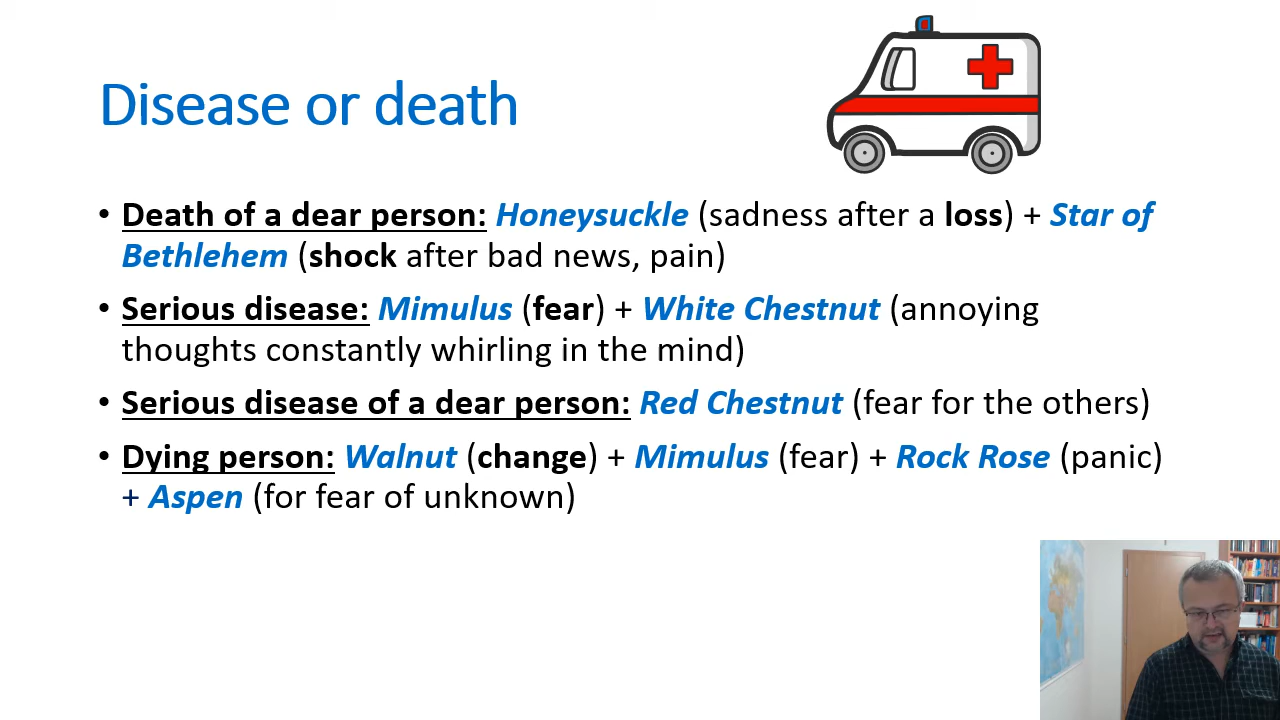 Disease or death
• Death of a dear person: Honeysuckle (sadness after a loss) + Star of
Bethlehem (shock after bad news, pain)
• Serious disease: Mimulus (fear) + White Chestnut (annoying
thoughts constantly whirling in the mind)
• Serious disease of a dear person: Red Chestnut (fear for the others)
• Dying person: Walnut (change) + Mimulus (fear) + Rock Rose (panic)
+ Aspen (for fear of unknown)